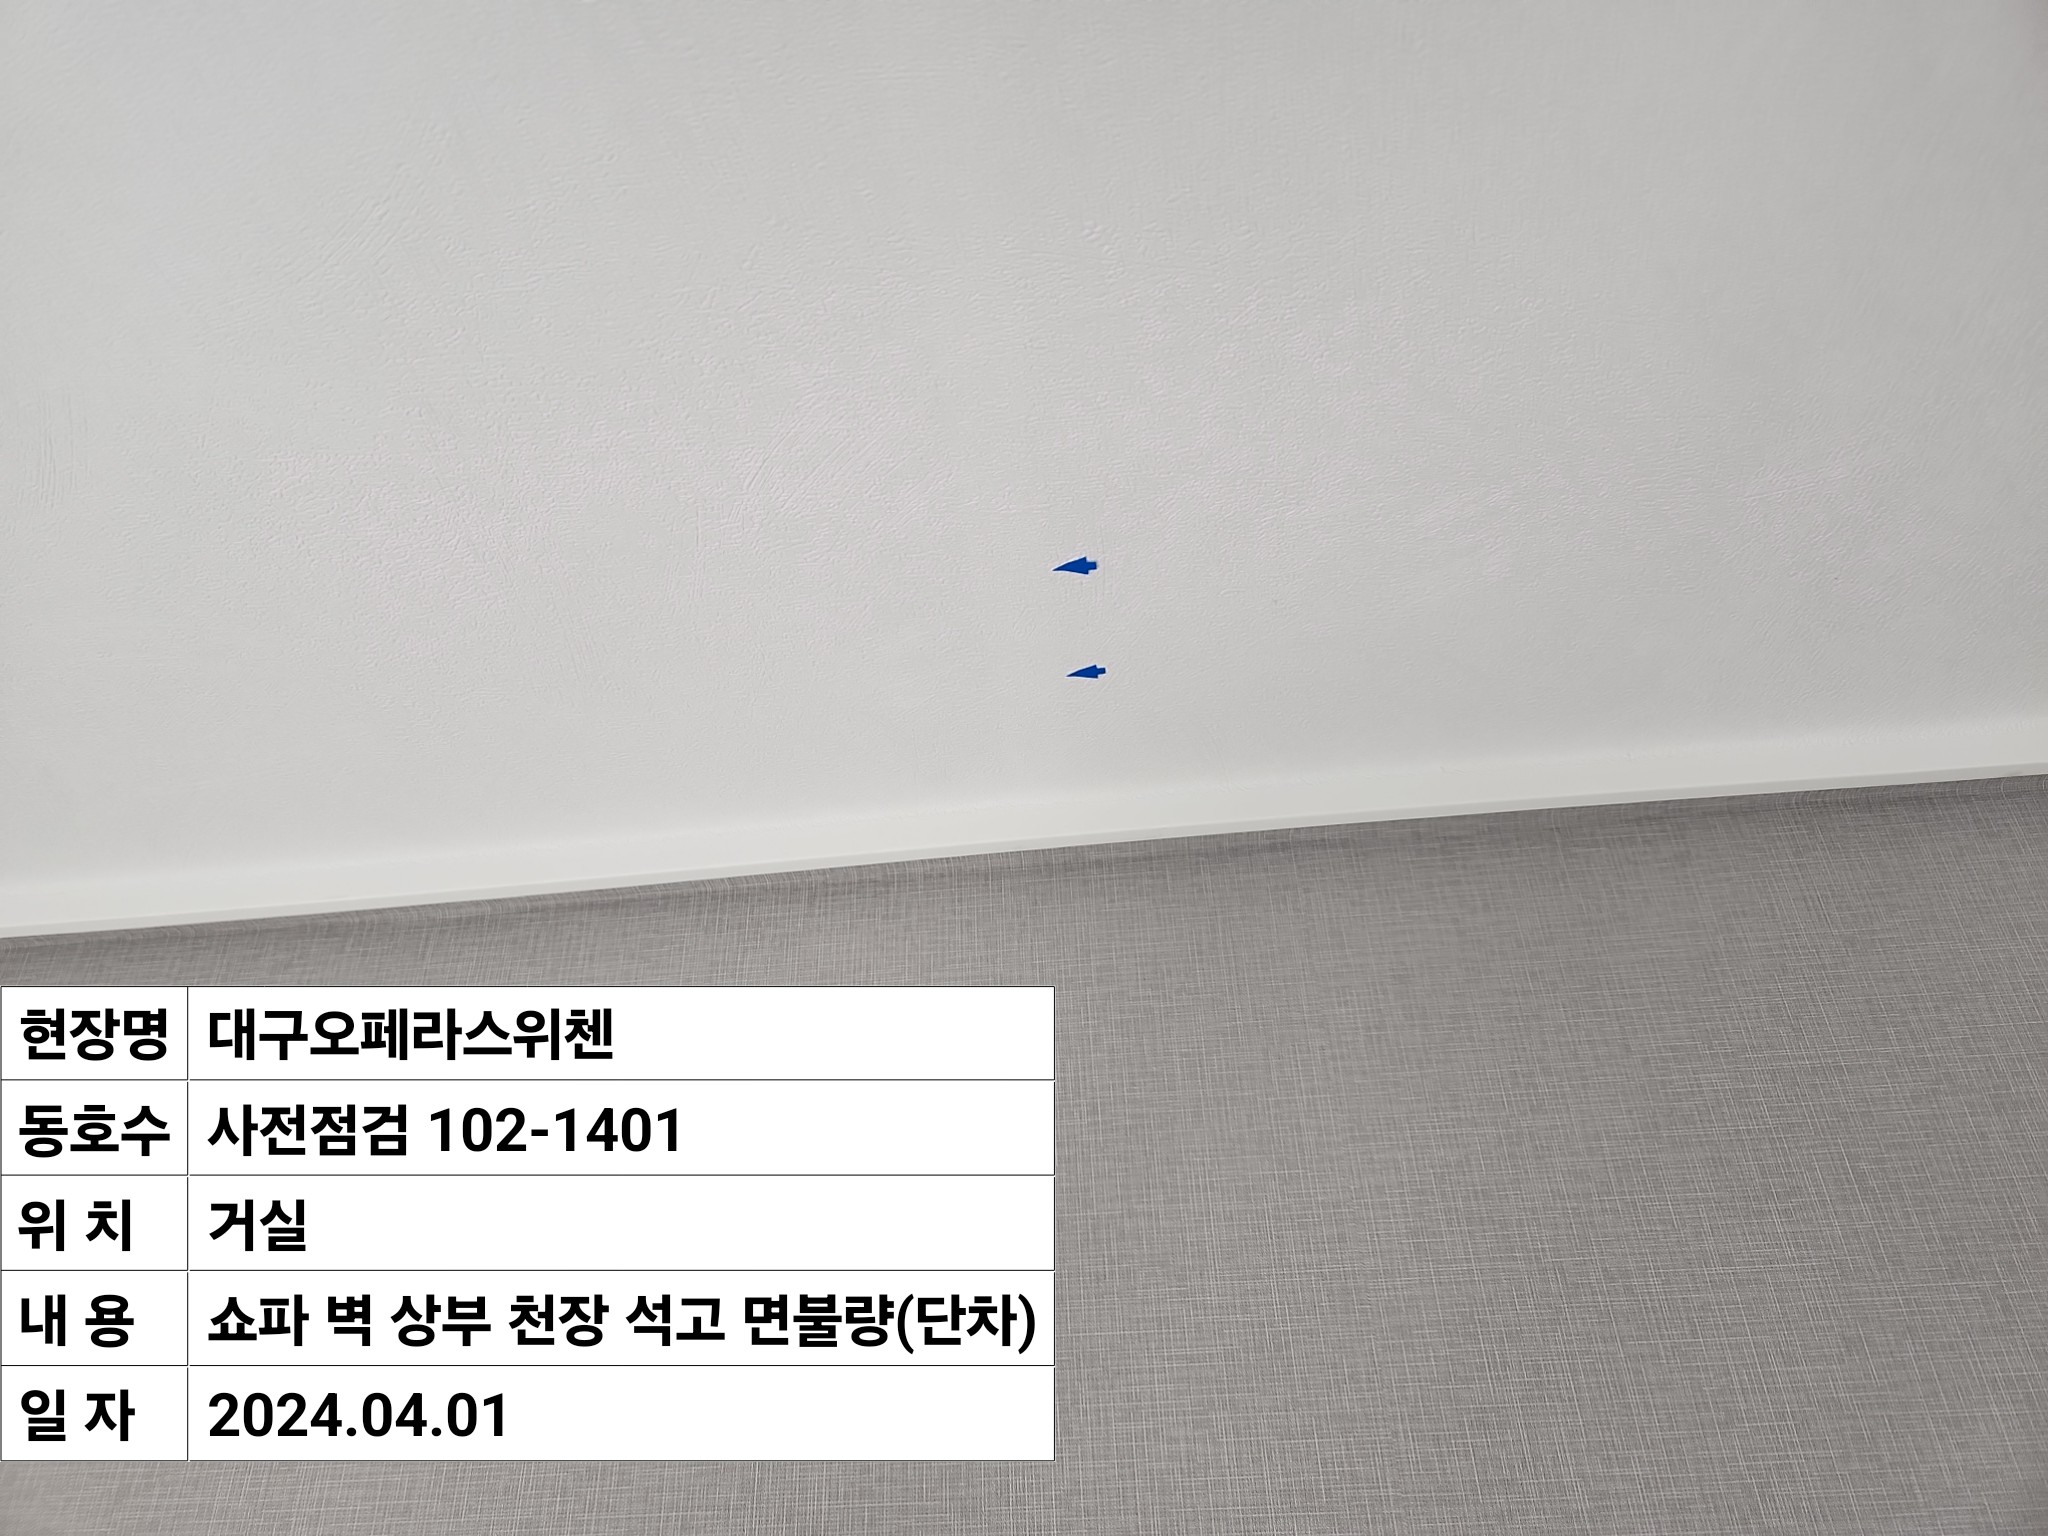 현장명 대구오페라스위첸
동호수 사전점검 102-1401
위 치 거실
내 용 쇼파 벽 상부 천장 석고 면불량(단차)
일 자 2024.04.01